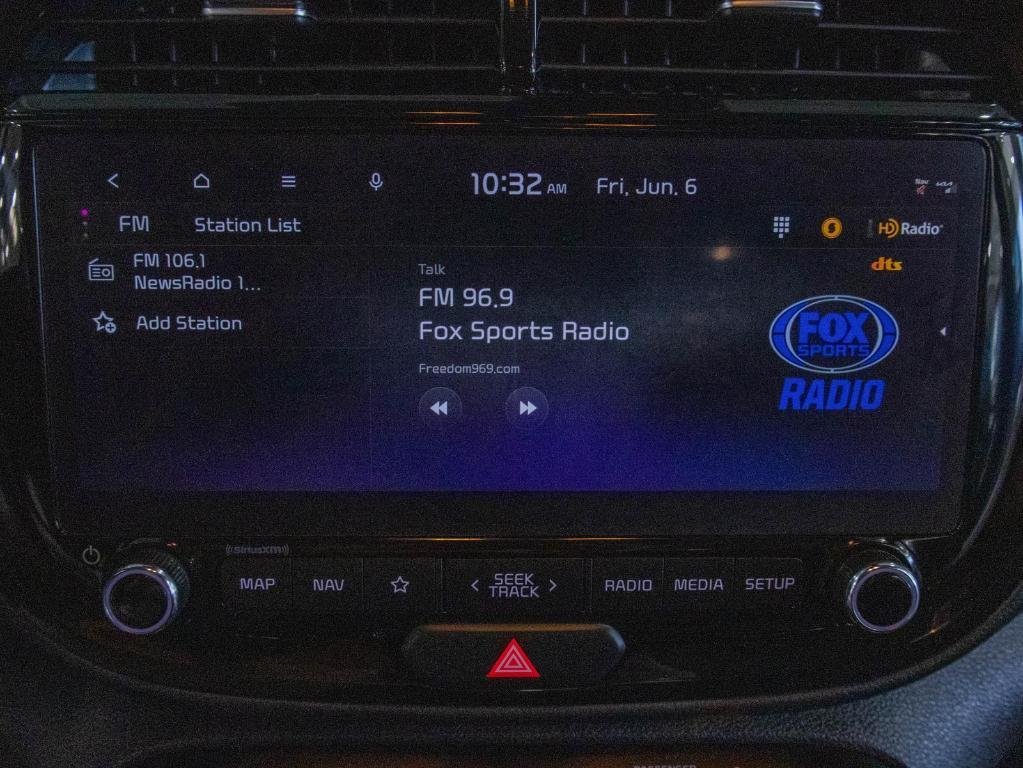 10:32 AM Fri, Jun. 6
FM Station List
HD Radio
dts
FM 106.1
NewsRadio 1...
Add Station
Talk
FM 96.9
Fox Sports Radio
Freedom969.com
FOX
SPORTS
RADIO
((SiriusXM))
MAP NAV < SEEK TRACK > RADIO MEDIA SETUP
PASSENGER